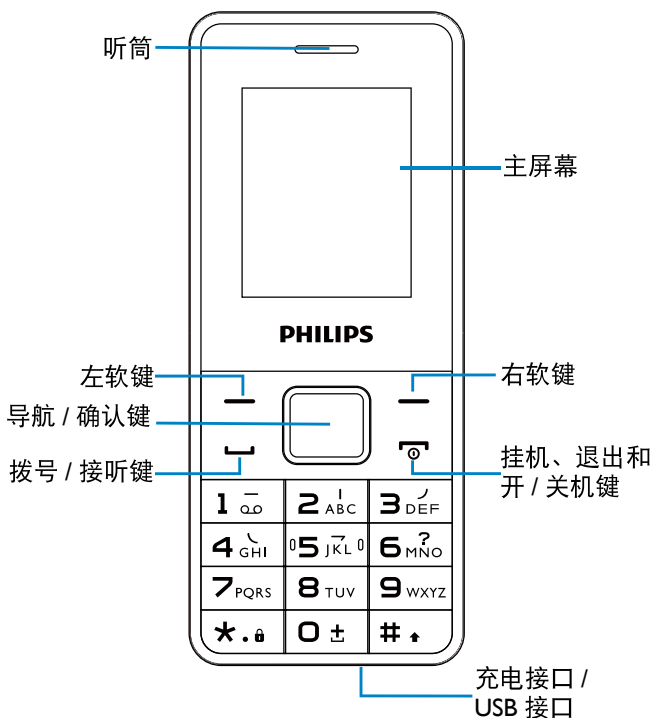 听筒
主屏幕
PHILIPS
左软键
右软键
导航 / 确认键
拨号 / 接听键
挂机、退出和
开 / 关机键
1
2 ABC
3 DEF
4 GHI
5 JKL
6 MNO
7 PQRS
8 TUV
9 WXYZ
*.
0 ±
#
充电接口 /
USB 接口